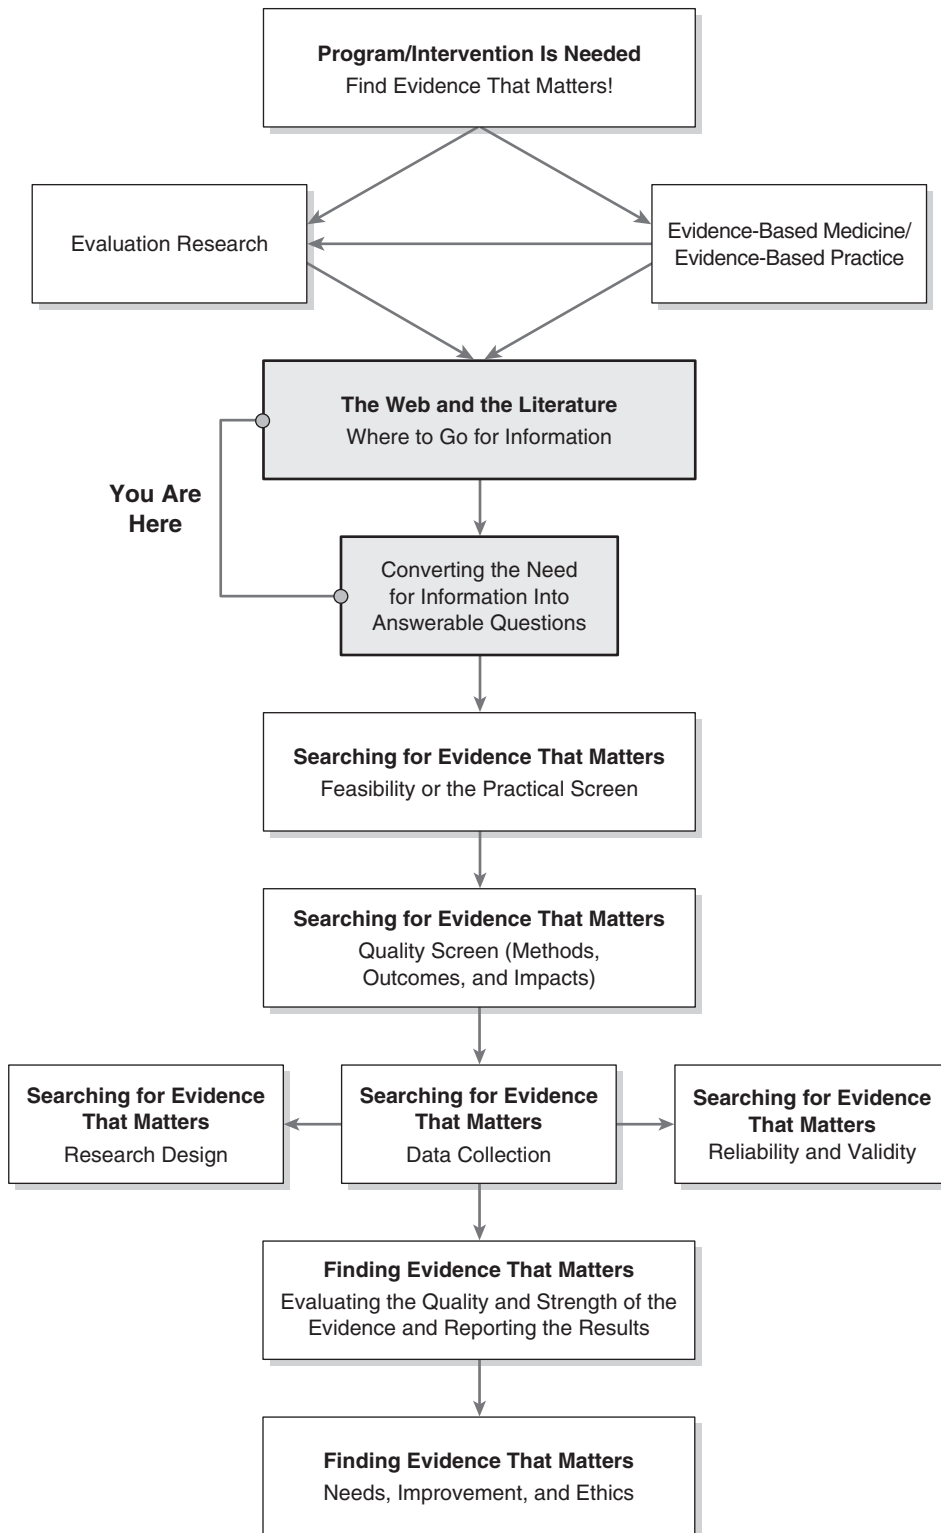 Program/Intervention Is Needed
Find Evidence That Matters!
Evaluation Research
Evidence-Based Medicine/
Evidence-Based Practice
The Web and the Literature
Where to Go for Information
You Are
Here
Converting the Need
for Information Into
Answerable Questions
Searching for Evidence That Matters
Feasibility or the Practical Screen
Searching for Evidence That Matters
Quality Screen (Methods,
Outcomes, and Impacts)
Searching for Evidence
That Matters
Research Design
Searching for Evidence
That Matters
Data Collection
Searching for Evidence
That Matters
Reliability and Validity
Finding Evidence That Matters
Evaluating the Quality and Strength of the
Evidence and Reporting the Results
Finding Evidence That Matters
Needs, Improvement, and Ethics